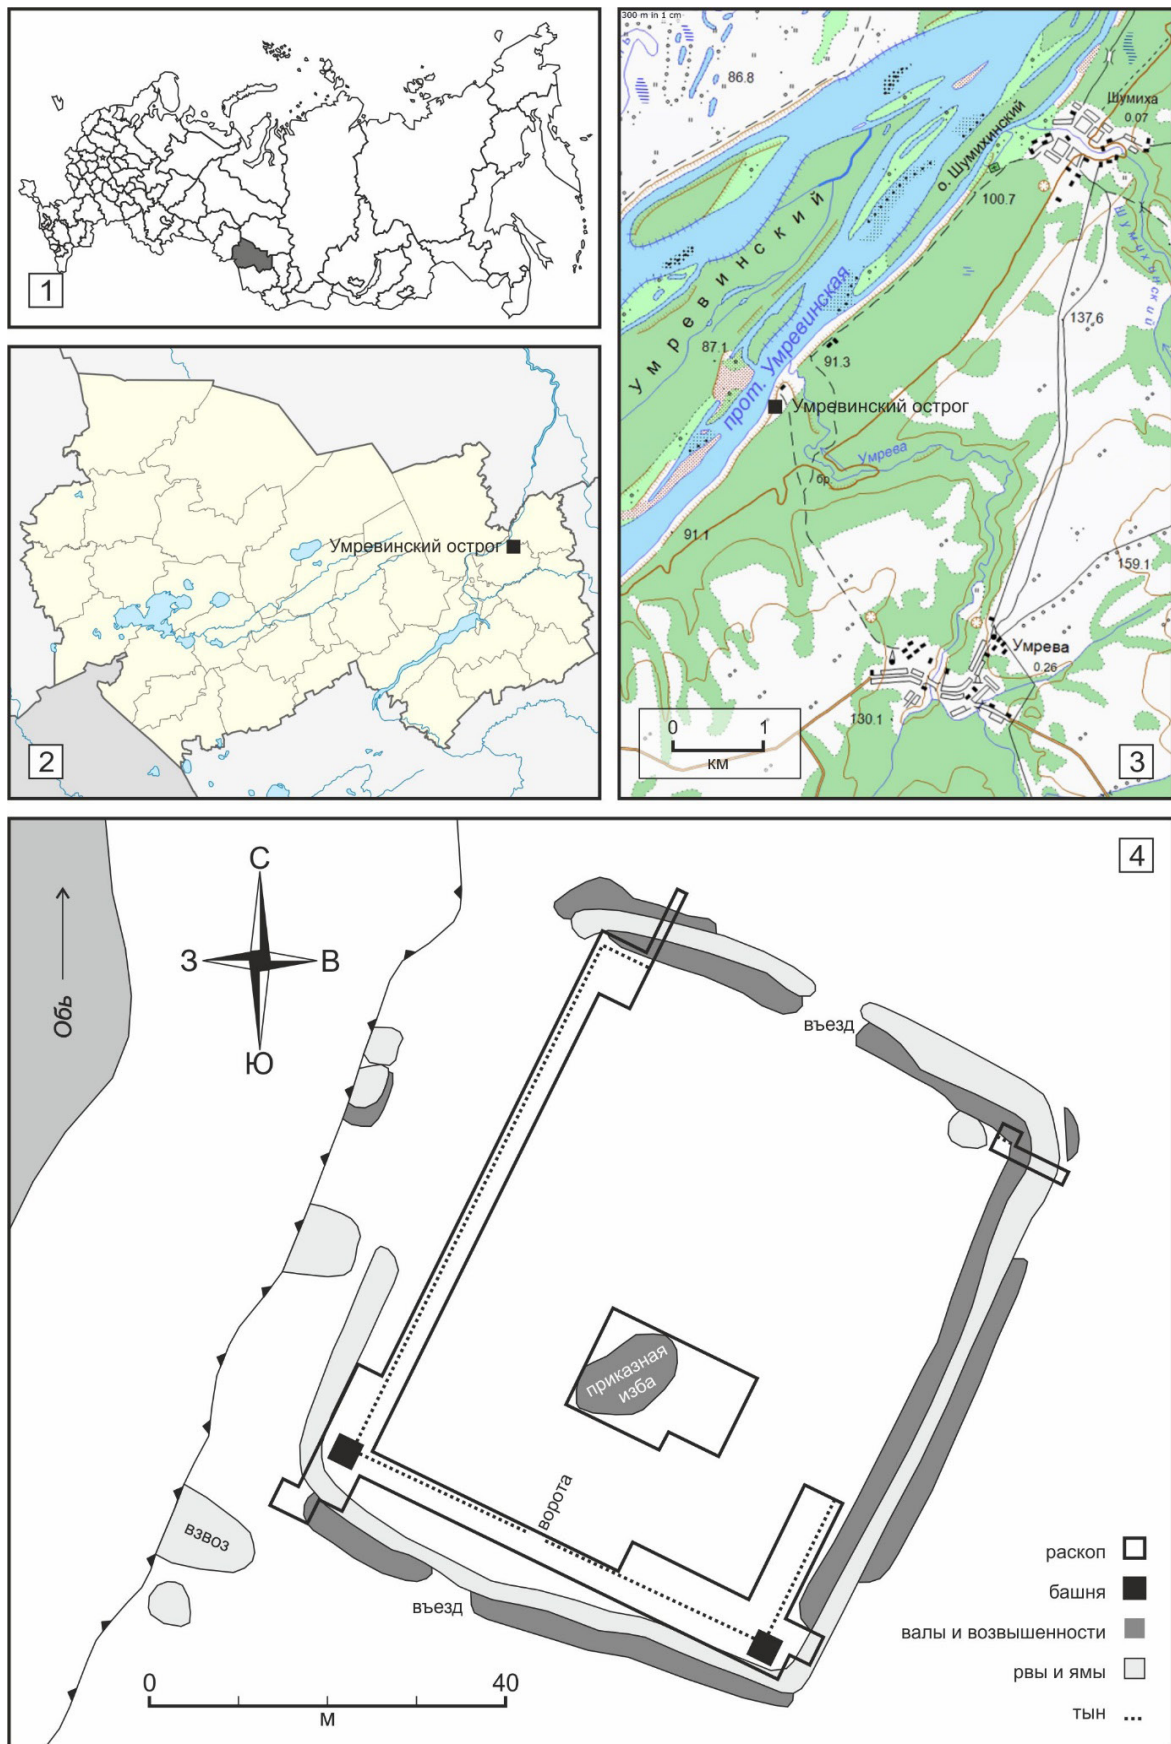 1
Умревинский острог
2
300 m in 1 cm
86.8
Шумиха
0.07
о. Шумихинский
100.7
Шумихинский
Умревинский
137.6
87.1
прот. Умревинская
91.3
Умревинский острог
Умрева
бр
91.1
159.1
Умрева
0.26
130.1
0 1
км
3
4
Обь
С
З В
Ю
въезд
приказная
изба
ворота
взвоз
въезд
0 40
м
раскоп
башня
валы и возвышенности
рвы и ямы
тын